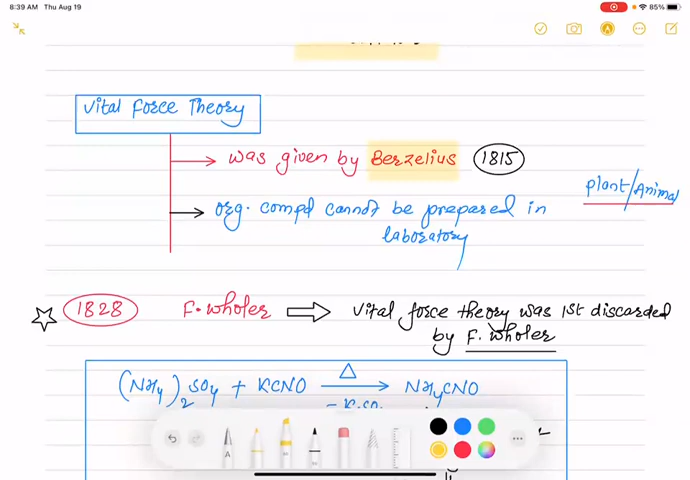 8:39 AM Thu Aug 19
85%
Vital Force Theory
was given by Berzelius 1815
plant/Animal
org. compd cannot be prepared in
laboratory
1828 F. wholer ⇒ vital force theory was 1st discarded
by F. wholer
(NH4)2SO4 + KCNO Δ→ NH4CNO
A